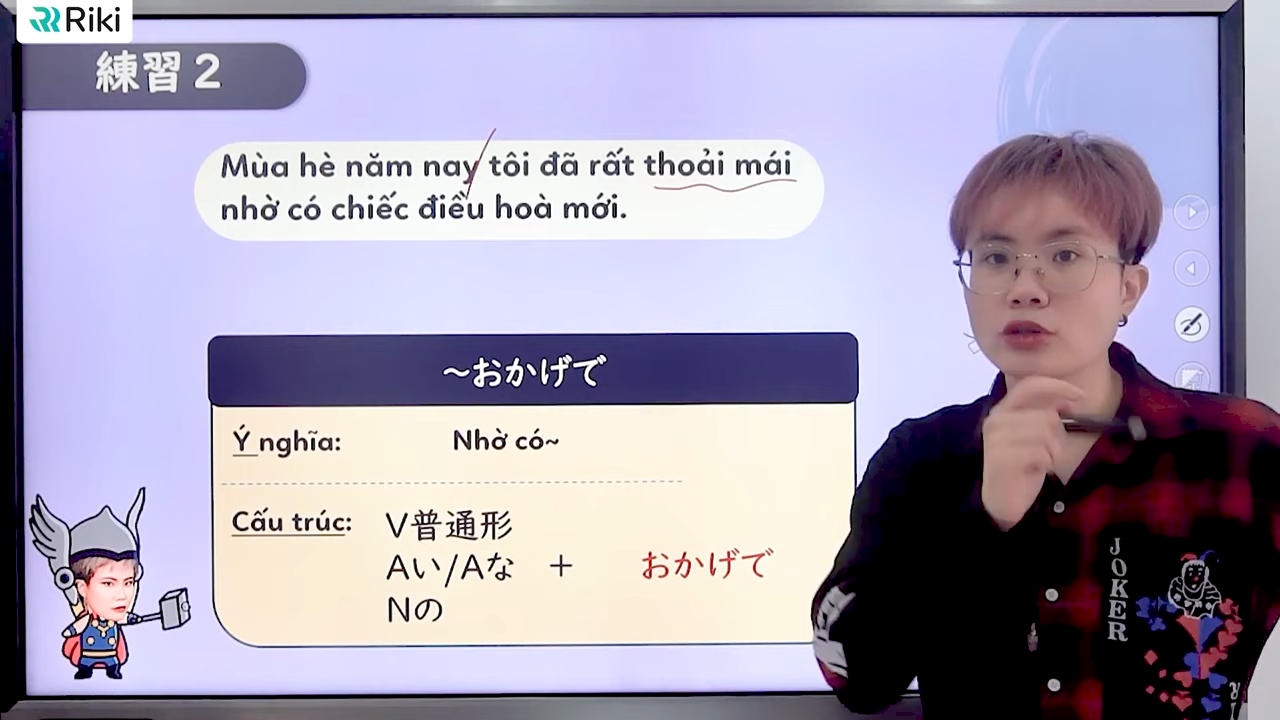 Riki
練習2
Mùa hè năm nay tôi đã rất thoải mái
nhờ có chiếc điều hoà mới.
～おかげで
Ý nghĩa: Nhờ có~
Cấu trúc: V普通形
Aい/Aな + おかげで
Nの
JOKER